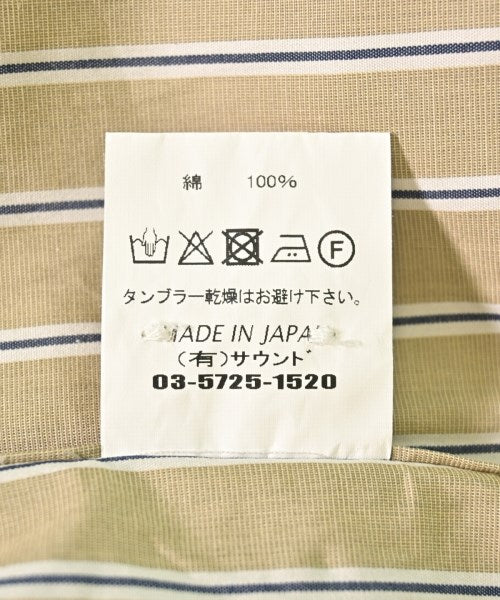 綿 100%
F
タンブラー乾燥はお避け下さい。
MADE IN JAPAN
(有)サウンド
03-5725-1520